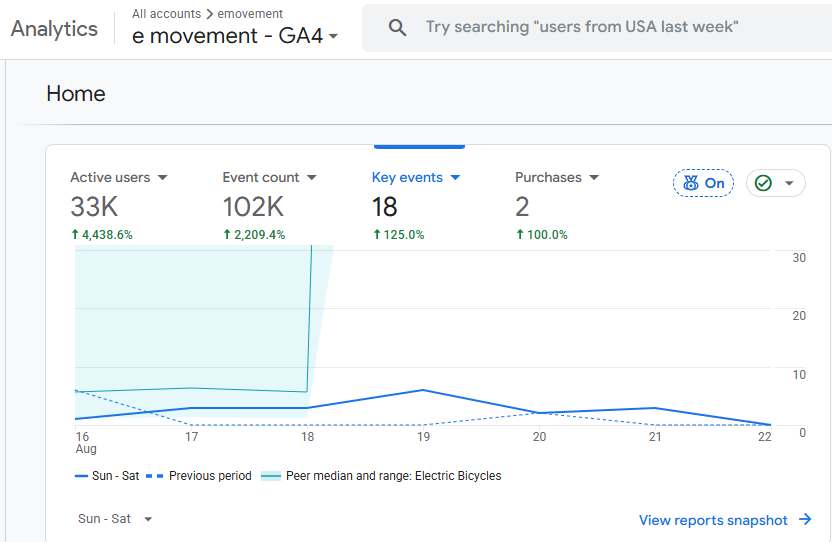 Analytics
All accounts > emovement
e movement - GA4
Try searching "users from USA last week"
Home
Active users
33K
↑ 4,438.6%
Event count
102K
↑ 2,209.4%
Key events
18
↑ 125.0%
Purchases
2
↑ 100.0%
On
30
20
10
0
16 17 18 19 20 21 22
Aug
Sun - Sat Previous period Peer median and range: Electric Bicycles
Sun - Sat
View reports snapshot →